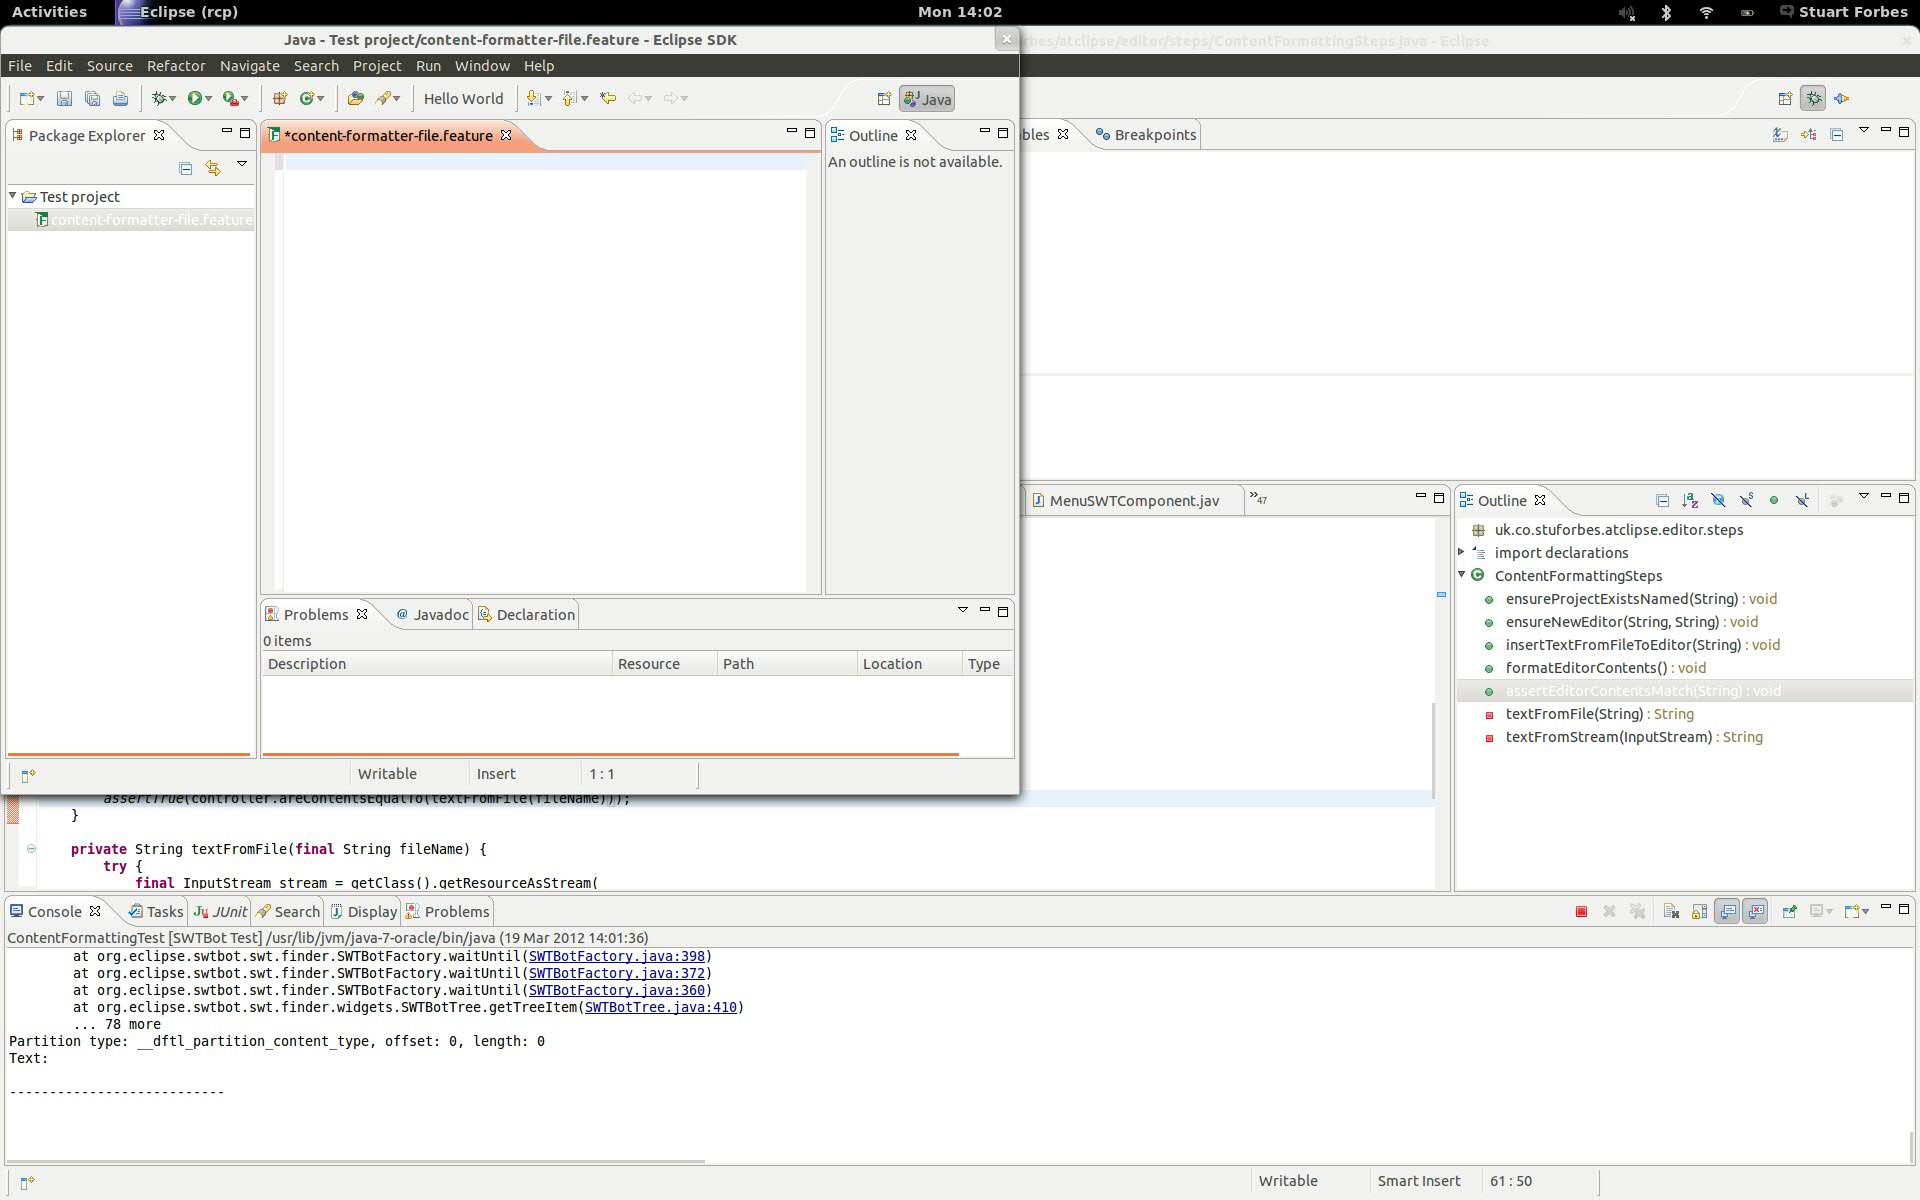 Activities Eclipse (rcp) Mon 14:02 Stuart Forbes
Java - Test project/content-formatter-file.feature - Eclipse SDK
rbes/atclipse/editor/steps/ContentFormattingSteps.java - Eclipse
File Edit Source Refactor Navigate Search Project Run Window Help
Hello World
Java
Package Explorer
Test project
content-formatter-file.feature
*content-formatter-file.feature
Outline
An outline is not available.
bles Breakpoints
Problems Javadoc Declaration
0 items
Description Resource Path Location Type
Writable Insert 1 : 1
MenuSWTComponent.jav
»47
Outline
uk.co.stuforbes.atclipse.editor.steps
import declarations
ContentFormattingSteps
ensureProjectExistsNamed(String) : void
ensureNewEditor(String, String) : void
insertTextFromFileToEditor(String) : void
formatEditorContents() : void
assertEditorContentsMatch(String) : void
textFromFile(String) : String
textFromStream(InputStream) : String
assertTrue(controller.areContentsEqualTo(textFromFile(fileName)));
}
private String textFromFile(final String fileName) {
try {
final InputStream stream = getClass().getResourceAsStream(
Console Tasks JUnit Search Display Problems
ContentFormattingTest [SWTBot Test] /usr/lib/jvm/java-7-oracle/bin/java (19 Mar 2012 14:01:36)
at org.eclipse.swtbot.swt.finder.SWTBotFactory.waitUntil(SWTBotFactory.java:398)
at org.eclipse.swtbot.swt.finder.SWTBotFactory.waitUntil(SWTBotFactory.java:372)
at org.eclipse.swtbot.swt.finder.SWTBotFactory.waitUntil(SWTBotFactory.java:360)
at org.eclipse.swtbot.swt.finder.widgets.SWTBotTree.getTreeItem(SWTBotTree.java:410)
... 78 more
Partition type: __dftl_partition_content_type, offset: 0, length: 0
Text:
---------------------------
Writable Smart Insert 61 : 50